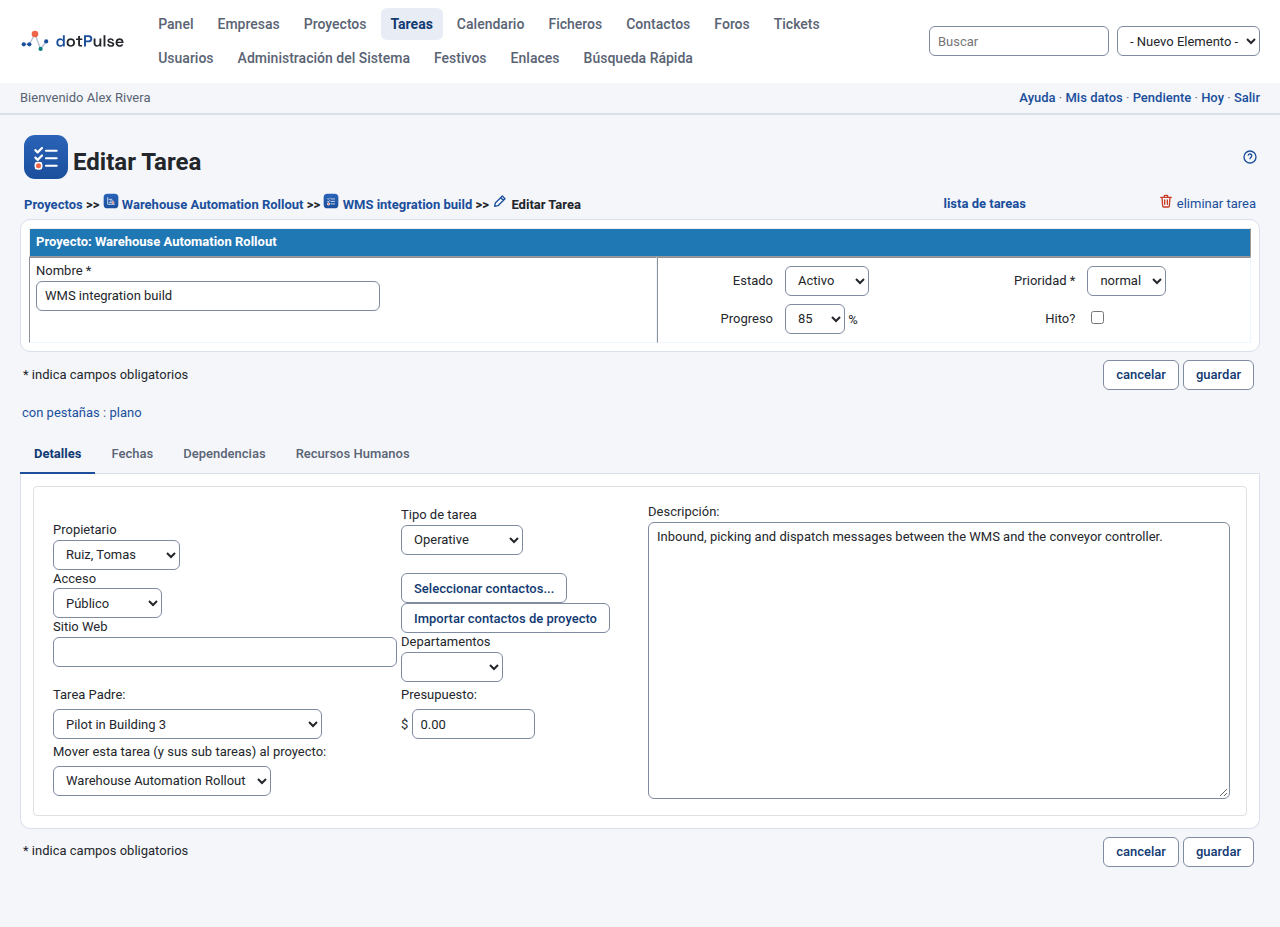 dotPulse
Panel Empresas Proyectos Tareas Calendario Ficheros Contactos Foros Tickets
Usuarios Administración del Sistema Festivos Enlaces Búsqueda Rápida
Buscar - Nuevo Elemento -
Bienvenido Alex Rivera
Ayuda · Mis datos · Pendiente · Hoy · Salir
Editar Tarea
Proyectos >> Warehouse Automation Rollout >> WMS integration build >> Editar Tarea
lista de tareas eliminar tarea
Proyecto: Warehouse Automation Rollout
Nombre *
WMS integration build
Estado Activo Prioridad * normal
Progreso 85 % Hito?
* indica campos obligatorios cancelar guardar
con pestañas : plano
Detalles Fechas Dependencias Recursos Humanos
Propietario
Ruiz, Tomas
Acceso
Público
Sitio Web
Tarea Padre:
Pilot in Building 3
Mover esta tarea (y sus sub tareas) al proyecto:
Warehouse Automation Rollout
Tipo de tarea
Operative
Seleccionar contactos...
Importar contactos de proyecto
Departamentos
Presupuesto:
$ 0.00
Descripción:
Inbound, picking and dispatch messages between the WMS and the conveyor controller.
* indica campos obligatorios cancelar guardar